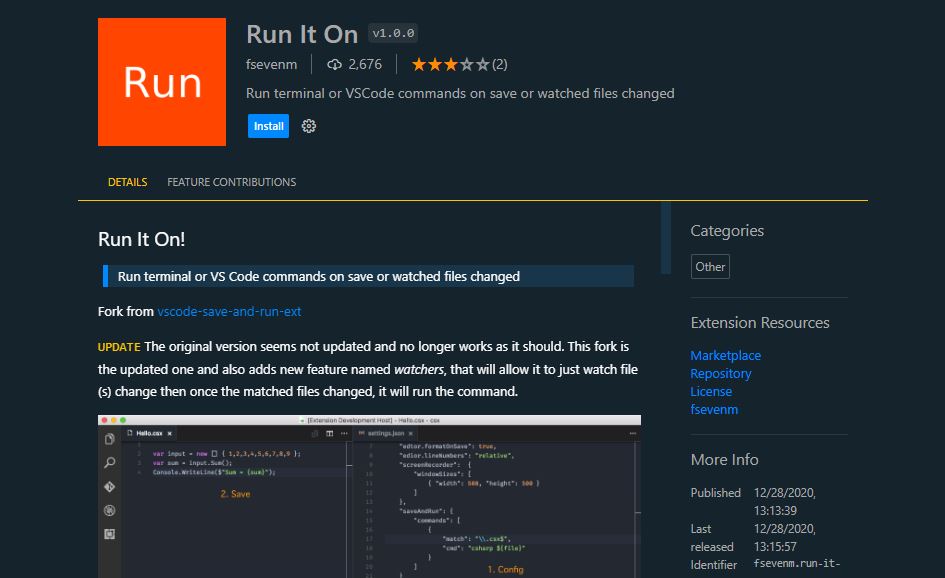 Run
Run It On v1.0.0
fsevenm 2,676 (2)
Run terminal or VSCode commands on save or watched files changed
Install
DETAILS FEATURE CONTRIBUTIONS
Run It On!
Run terminal or VS Code commands on save or watched files changed
Fork from vscode-save-and-run-ext
UPDATE The original version seems not updated and no longer works as it should. This fork is
the updated one and also adds new feature named watchers, that will allow it to just watch file
(s) change then once the matched files changed, it will run the command.
[Extension Development Host] - Hello.csx - csx
Hello.csx
var input = new [] { 1,2,3,4,5,6,7,8,9 };
var sum = input.Sum();
Console.WriteLine($"Sum = {sum}");
2. Save
settings.json
"editor.formatOnSave": true,
"editor.lineNumbers": "relative",
"screenRecorder": {
"windowSizes": [
{ "width": 500, "height": 300 }
]
},
"saveAndRun": {
"commands": [
{
"match": "\\.csx$",
"cmd": "csharp ${file}"
}
]
1. Config
Categories
Other
Extension Resources
Marketplace
Repository
License
fsevenm
More Info
Published 12/28/2020,
13:13:39
Last 12/28/2020,
released 13:15:57
Identifier fsevenm.run-it-